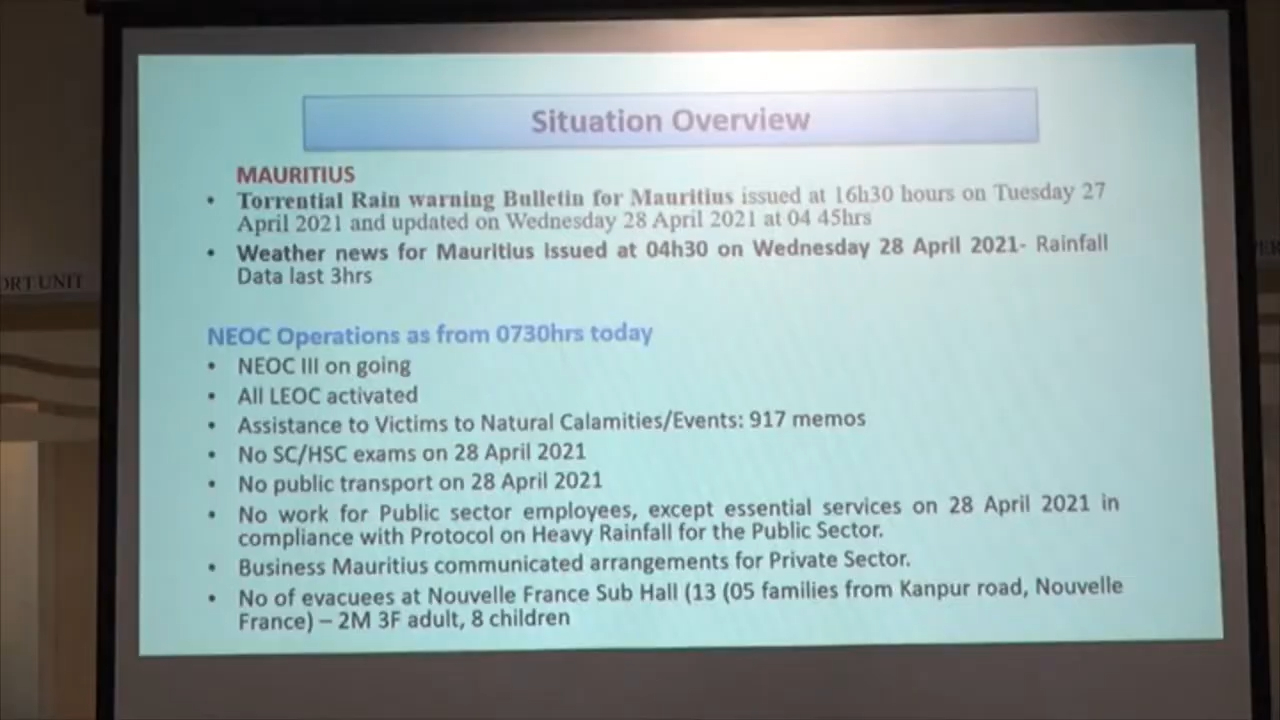 Situation Overview
MAURITIUS
• Torrential Rain warning Bulletin for Mauritius issued at 16h30 hours on Tuesday 27
April 2021 and updated on Wednesday 28 April 2021 at 04 45hrs
• Weather news for Mauritius Issued at 04h30 on Wednesday 28 April 2021- Rainfall
Data last 3hrs
NEOC Operations as from 0730hrs today
• NEOC III on going
• All LEOC activated
• Assistance to Victims to Natural Calamities/Events: 917 memos
• No SC/HSC exams on 28 April 2021
• No public transport on 28 April 2021
• No work for Public sector employees, except essential services on 28 April 2021 in
compliance with Protocol on Heavy Rainfall for the Public Sector.
• Business Mauritius communicated arrangements for Private Sector.
• No of evacuees at Nouvelle France Sub Hall (13 (05 families from Kanpur road, Nouvelle
France) – 2M 3F adult, 8 children
ORT UNIT